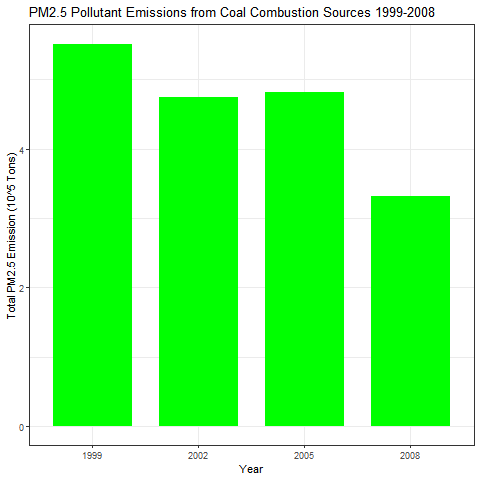 PM2.5 Pollutant Emissions from Coal Combustion Sources 1999-2008
Total PM2.5 Emission (10^5 Tons)
4
2
0
1999 2002 2005 2008
Year